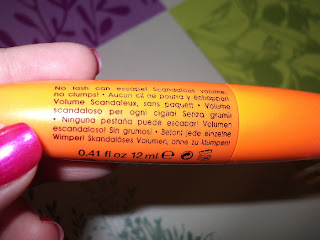 No lash can escape! Scandalous volume,
no clumps! • Aucun cil ne pourra y échapper!
Volume Scandaleux, sans paquets • Volume
scandaloso per ogni ciglia! Senza grumi!
• Ninguna pestaña puede escapar! Volumen
escandaloso! Sin grumos! • Betont jede einzelne
Wimper! Skandalöses Volumen, ohne zu klumpen!
0.41 fl oz 12 ml ℮